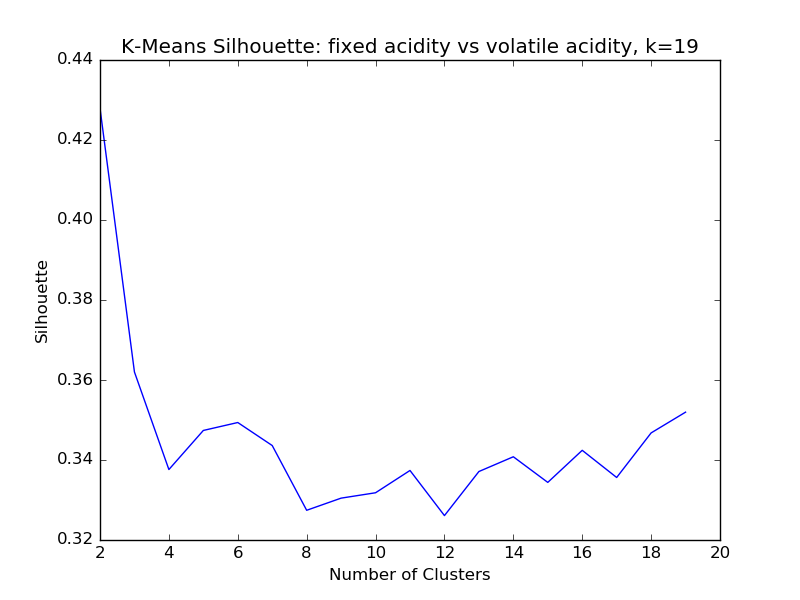 K-Means Silhouette: fixed acidity vs volatile acidity, k=19
0.44
0.42
0.40
0.38
0.36
0.34
0.32
Silhouette
2 4 6 8 10 12 14 16 18 20
Number of Clusters